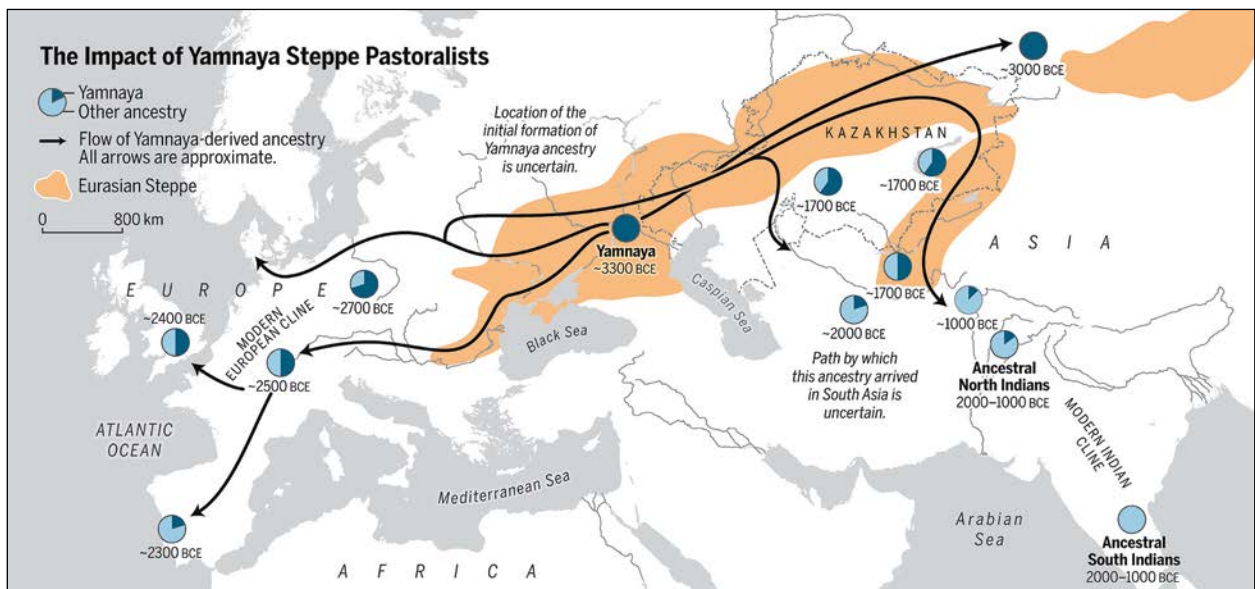 The Impact of Yamnaya Steppe Pastoralists
Yamnaya
Other ancestry
Flow of Yamnaya-derived ancestry
All arrows are approximate.
Eurasian Steppe
0 800 km
Location of the
initial formation of
Yamnaya ancestry
is uncertain.
~3000 BCE
KAZAKHSTAN
~1700 BCE
~1700 BCE
Yamnaya
~3300 BCE
ASIA
EUROPE
~2700 BCE
~1700 BCE
Caspian Sea
~2400 BCE
MODERN
EUROPEAN CLINE
~2000 BCE
~1000 BCE
Black Sea
~2500 BCE
Path by which
this ancestry arrived
in South Asia is
uncertain.
Ancestral
North Indians
2000–1000 BCE
ATLANTIC
OCEAN
MODERN INDIAN
CLINE
Mediterranean Sea
Arabian
Sea
~2300 BCE
AFRICA
Ancestral
South Indians
2000–1000 BCE